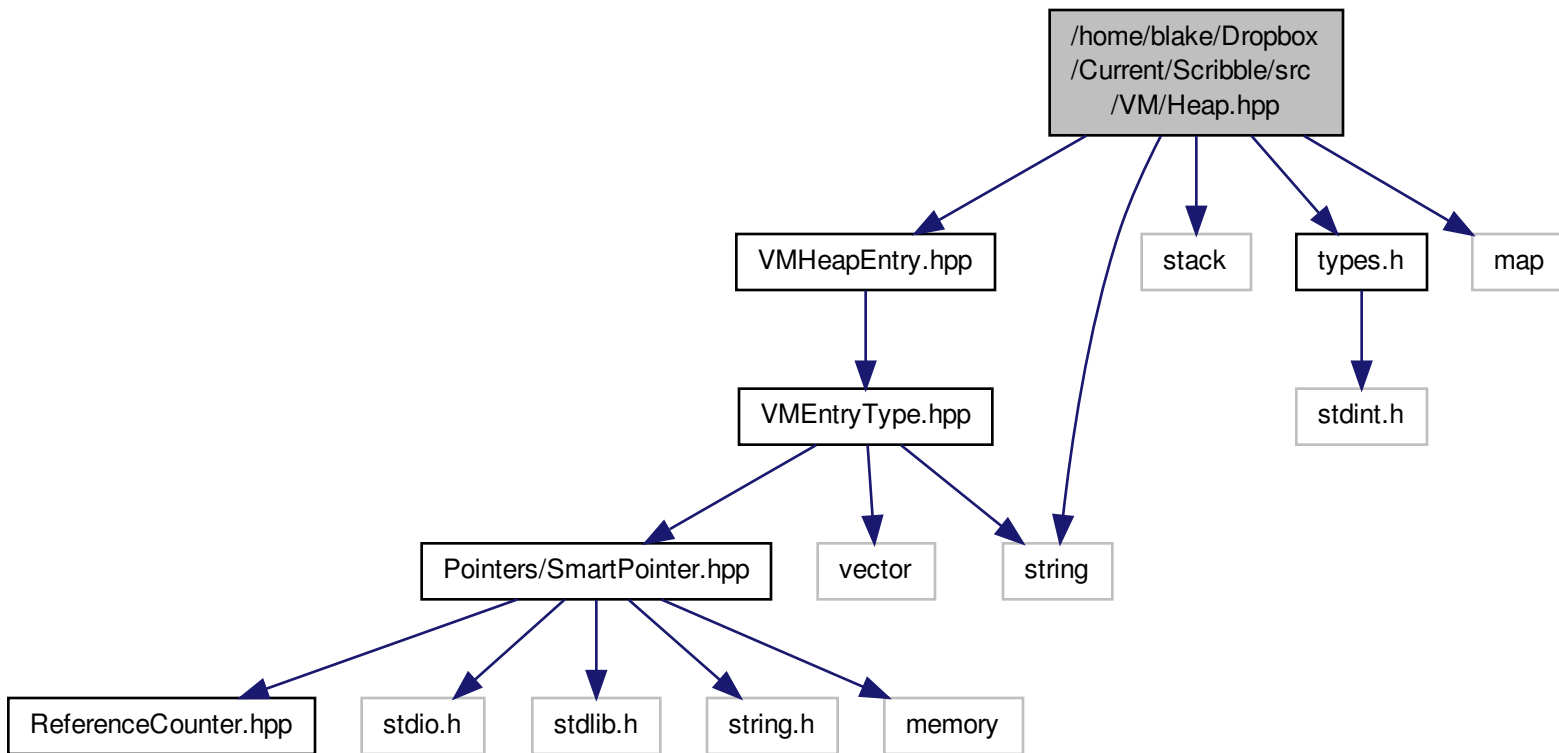 /home/blake/Dropbox
/Current/Scribble/src
/VM/Heap.hpp
VMHeapEntry.hpp
stack
types.h
map
VMEntryType.hpp
stdint.h
Pointers/SmartPointer.hpp
vector
string
ReferenceCounter.hpp
stdio.h
stdlib.h
string.h
memory